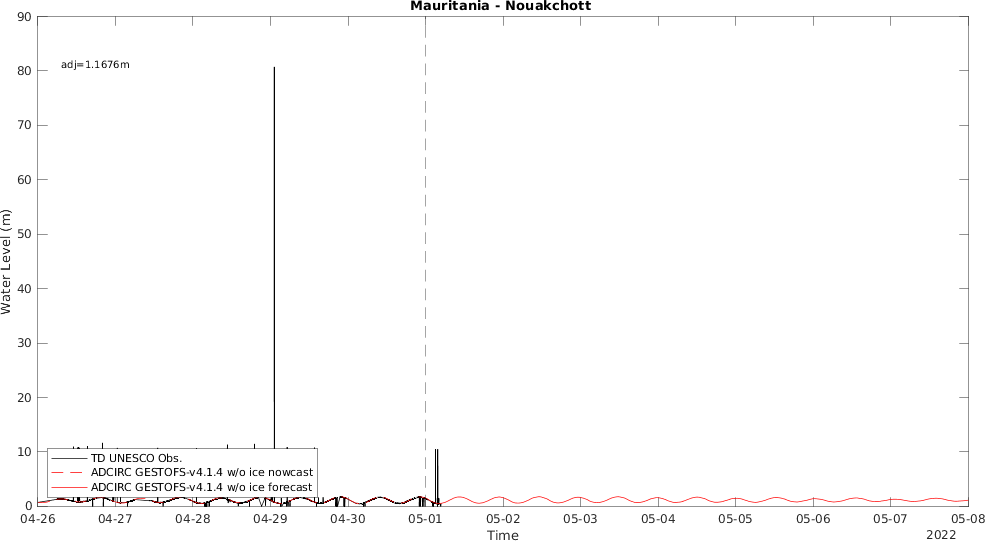 Mauritania - Nouakchott
90
80
70
60
50
40
30
20
10
0
Water Level (m)
adj=1.1676m
TD UNESCO Obs.
ADCIRC GESTOFS-v4.1.4 w/o ice nowcast
ADCIRC GESTOFS-v4.1.4 w/o ice forecast
04-26 04-27 04-28 04-29 04-30 05-01 05-02 05-03 05-04 05-05 05-06 05-07 05-08
Time
2022